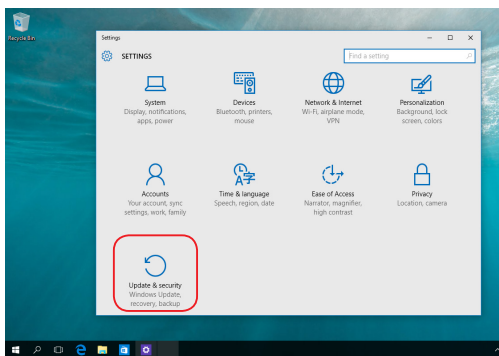 Recycle Bin
Settings
SETTINGS
Find a setting
System
Display, notifications,
apps, power
Devices
Bluetooth, printers,
mouse
Network & Internet
Wi-Fi, airplane mode,
VPN
Personalization
Background, lock
screen, colors
Accounts
Your account, sync
settings, work, family
Time & language
Speech, region, date
Ease of Access
Narrator, magnifier,
high contrast
Privacy
Location, camera
Update & security
Windows Update,
recovery, backup